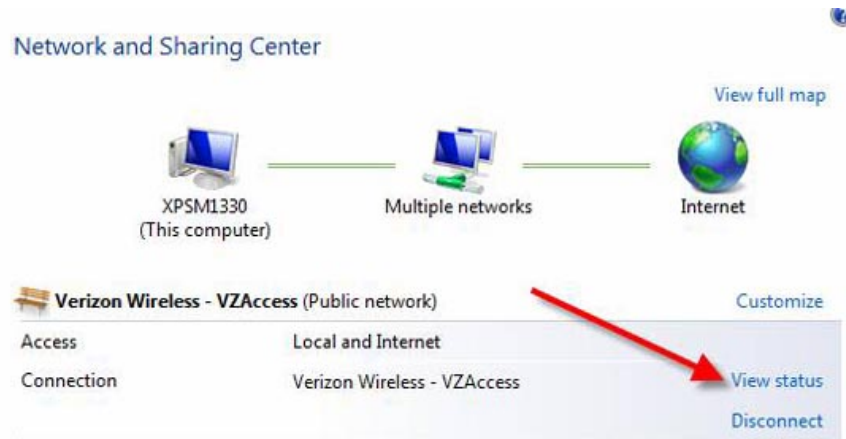 Network and Sharing Center
View full map
XPSM1330
(This computer)
Multiple networks
Internet
Verizon Wireless - VZAccess (Public network) Customize
Access Local and Internet
Connection Verizon Wireless - VZAccess View status
Disconnect